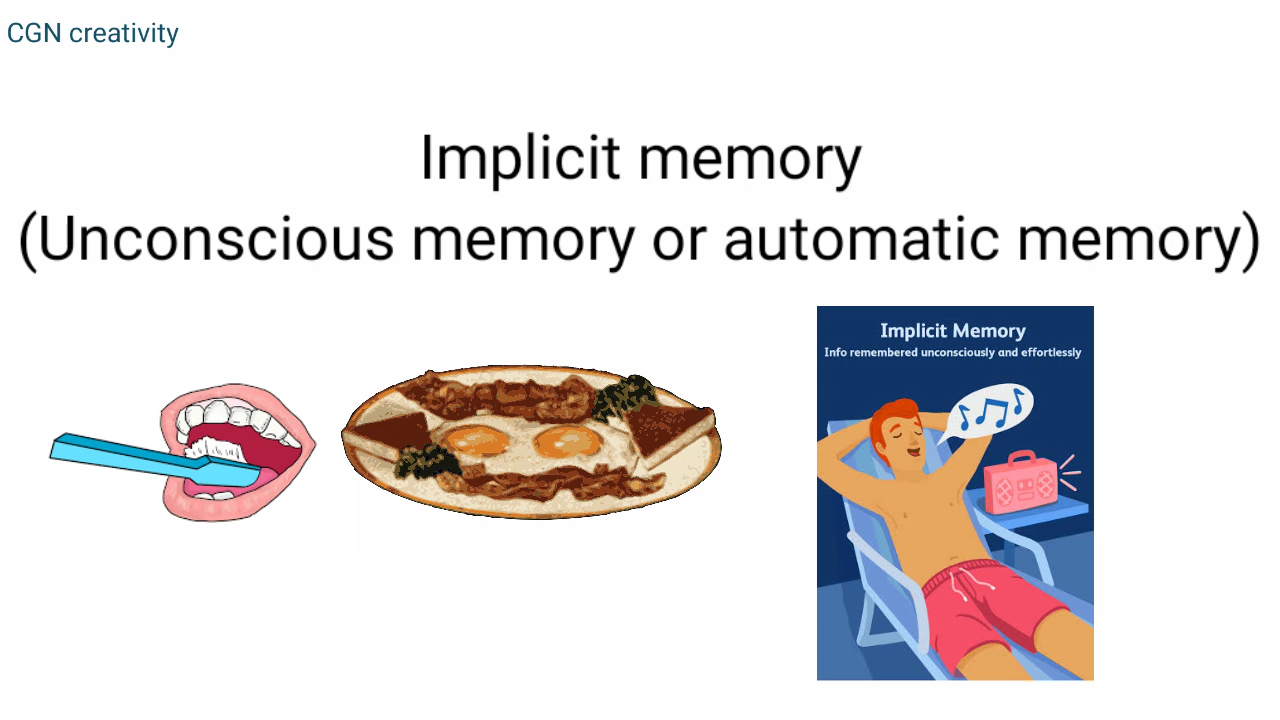 CGN creativity
Implicit memory
(Unconscious memory or automatic memory)
Implicit Memory
Info remembered unconsciously and effortlessly